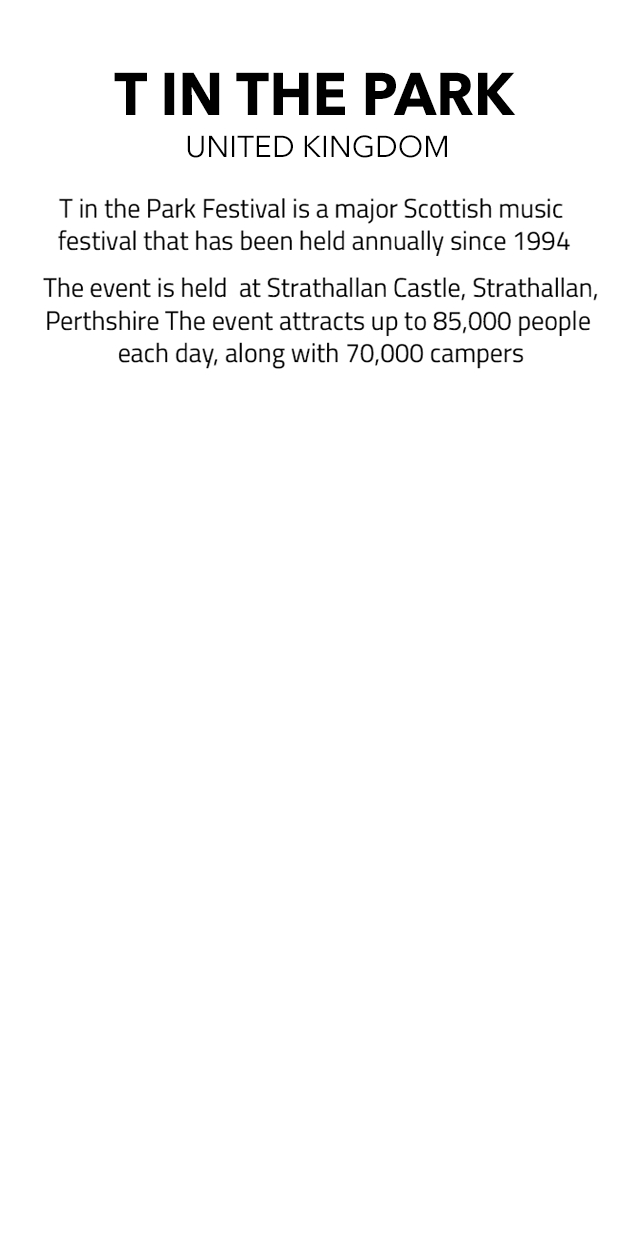 T IN THE PARK
UNITED KINGDOM
T in the Park Festival is a major Scottish music
festival that has been held annually since 1994
The event is held  at Strathallan Castle, Strathallan,
Perthshire The event attracts up to 85,000 people
each day, along with 70,000 campers